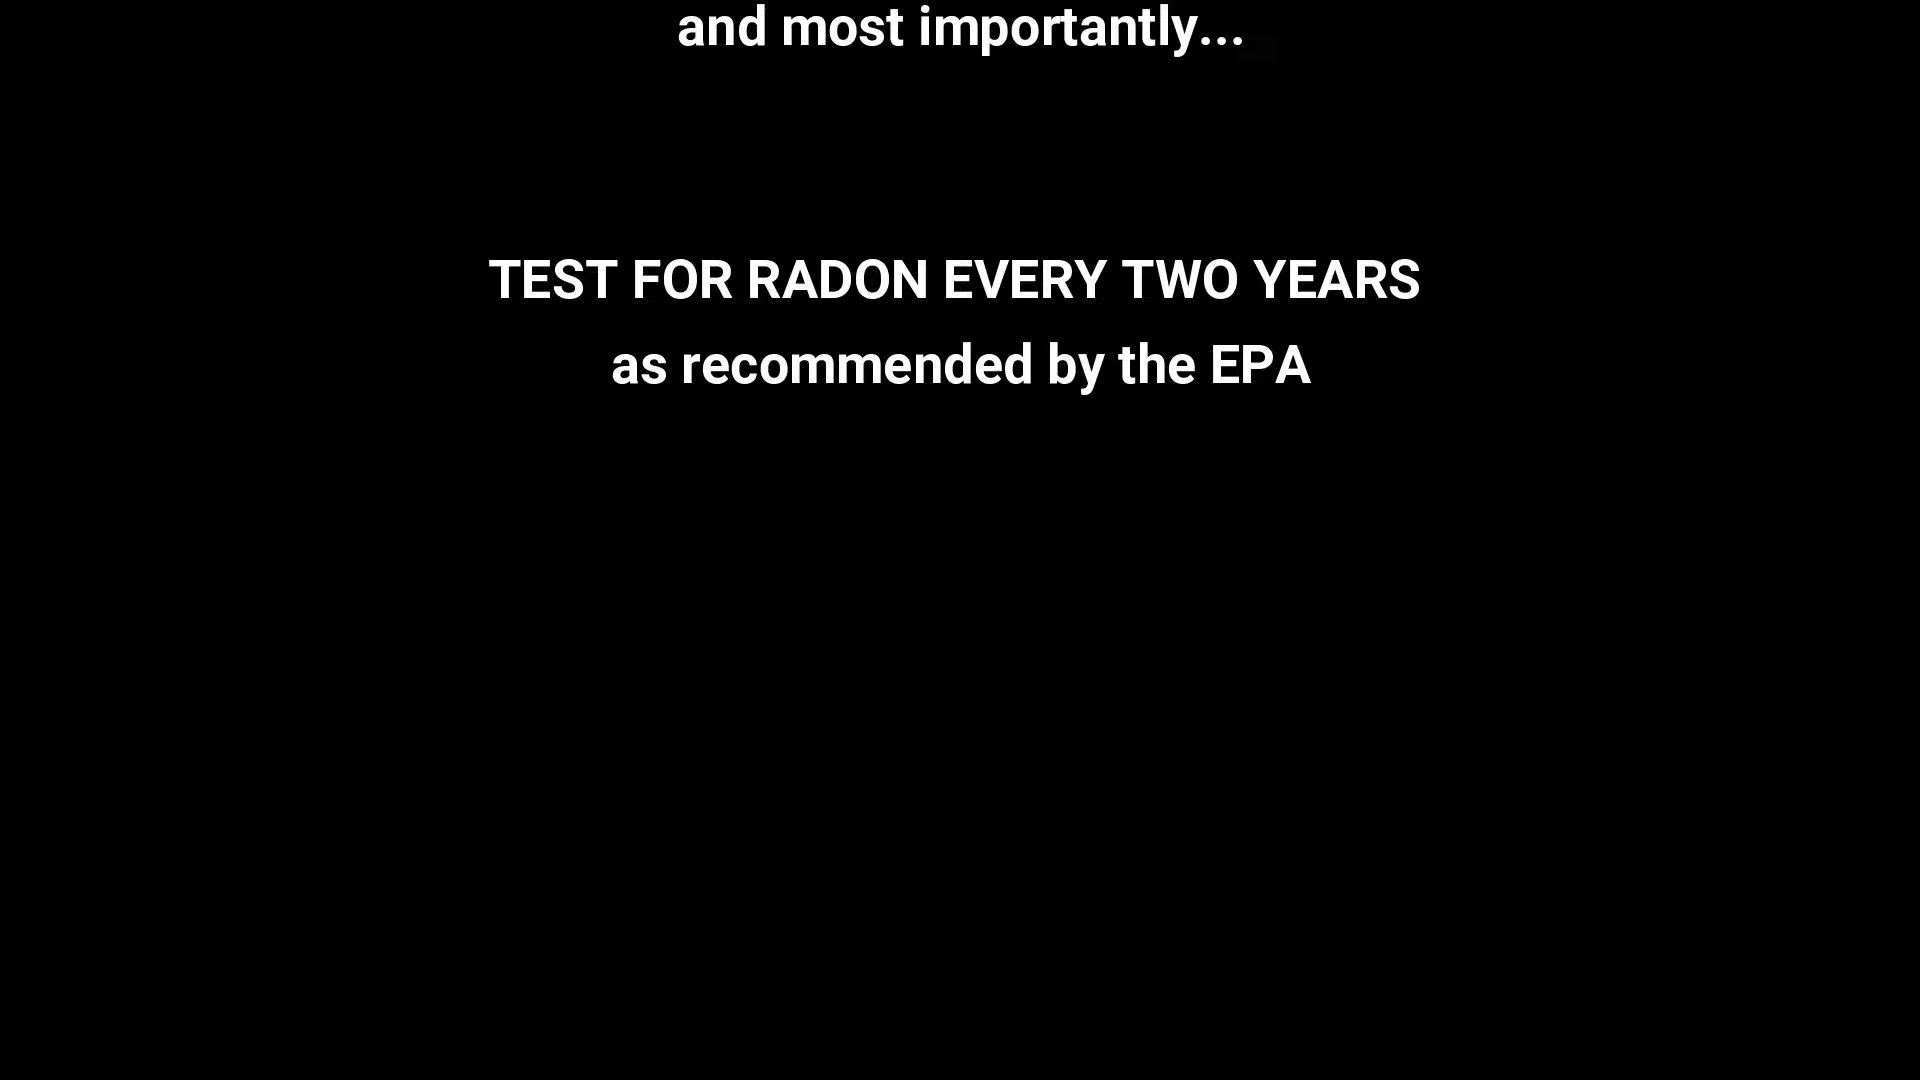 and most importantly...
TEST FOR RADON EVERY TWO YEARS
as recommended by the EPA